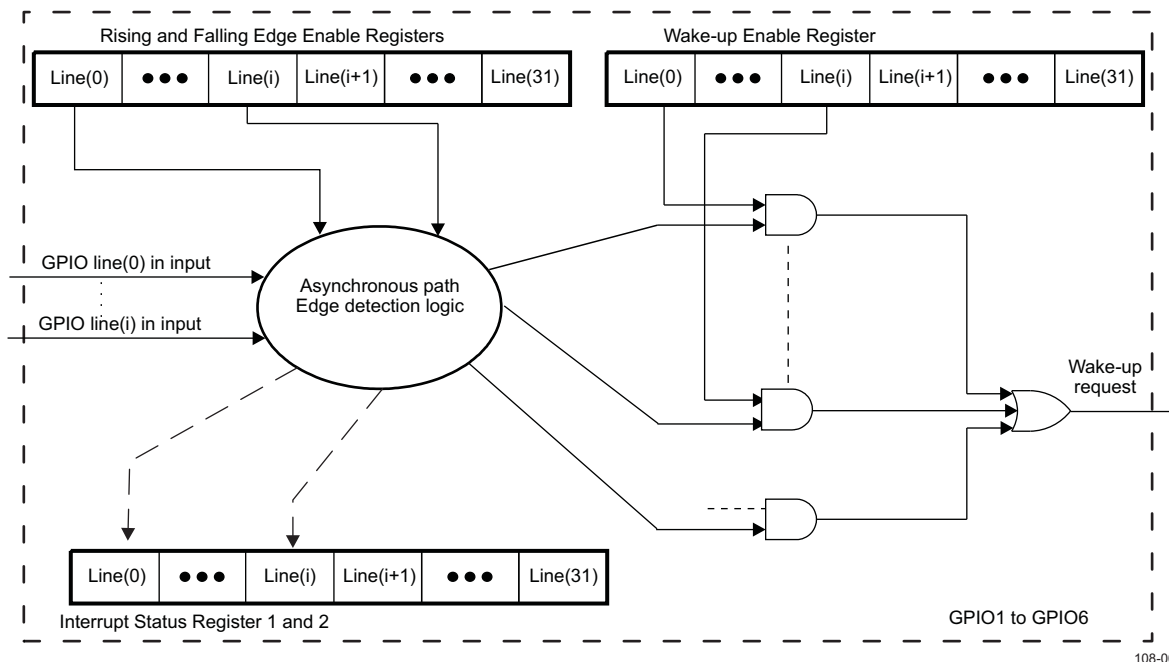 Rising and Falling Edge Enable Registers
Wake-up Enable Register
Line(0) ●●● Line(i) Line(i+1) ●●● Line(31)
Line(0) ●●● Line(i) Line(i+1) ●●● Line(31)
GPIO line(0) in input
GPIO line(i) in input
Asynchronous path
Edge detection logic
Wake-up
request
Line(0) ●●● Line(i) Line(i+1) ●●● Line(31)
Interrupt Status Register 1 and 2
GPIO1 to GPIO6